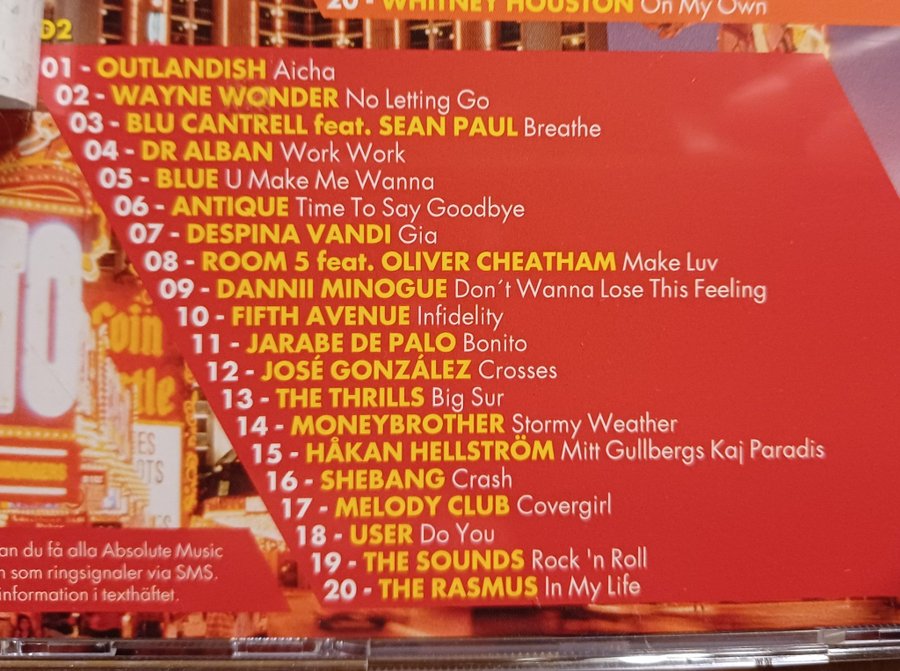 20 - WHITNEY HOUSTON On My Own
01 - OUTLANDISH Aicha
02 - WAYNE WONDER No Letting Go
03 - BLU CANTRELL feat. SEAN PAUL Breathe
04 - DR ALBAN Work Work
05 - BLUE U Make Me Wanna
06 - ANTIQUE Time To Say Goodbye
07 - DESPINA VANDI Gia
08 - ROOM 5 feat. OLIVER CHEATHAM Make Luv
09 - DANNII MINOGUE Don´t Wanna Lose This Feeling
10 - FIFTH AVENUE Infidelity
11 - JARABE DE PALO Bonito
12 - JOSÉ GONZÁLEZ Crosses
13 - THE THRILLS Big Sur
14 - MONEYBROTHER Stormy Weather
15 - HÅKAN HELLSTRÖM Mitt Gullbergs Kaj Paradis
16 - SHEBANG Crash
17 - MELODY CLUB Covergirl
18 - USER Do You
19 - THE SOUNDS Rock 'n Roll
20 - THE RASMUS In My Life
du få alla Absolute Music
som ringsignaler via SMS.
information i texthäftet.